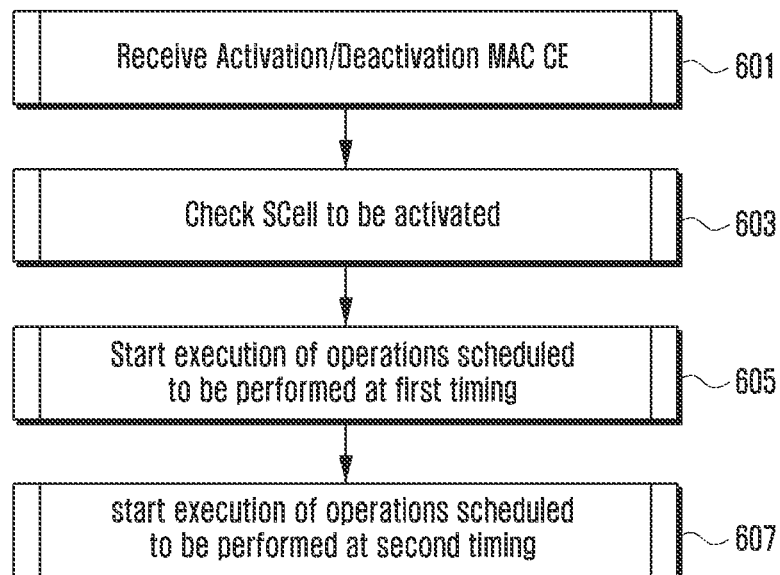 Receive Activation/Deactivation MAC CE
601
Check SCell to be activated
603
Start execution of operations scheduled
to be performed at first timing
605
start execution of operations scheduled
to be performed at second timing
607